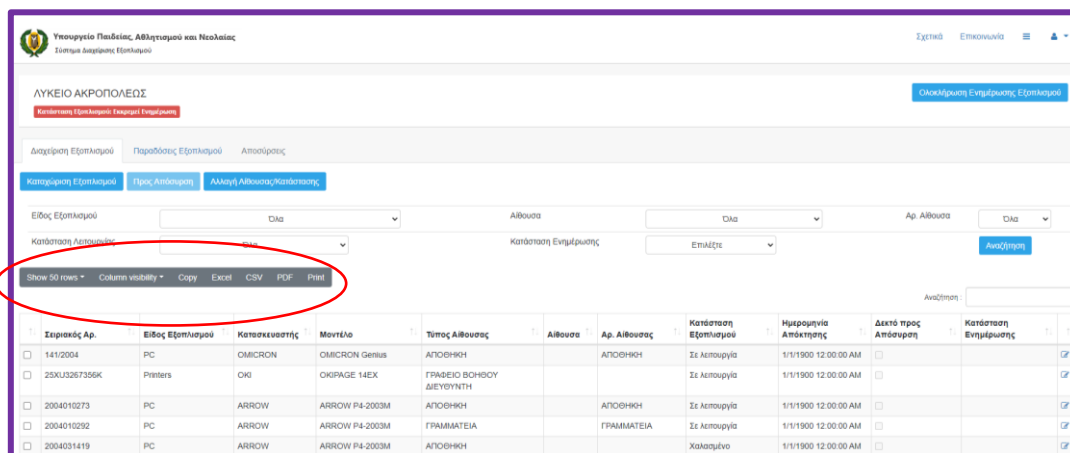 Υπουργείο Παιδείας, Αθλητισμού και Νεολαίας
Σύστημα Διαχείρισης Εξοπλισμού
Σχετικά Επικοινωνία
ΛΥΚΕΙΟ ΑΚΡΟΠΟΛΕΩΣ
Ολοκλήρωση Ενημέρωσης Εξοπλισμού
Κατάσταση Εξοπλισμού: Εκκρεμεί Ενημέρωση
Διαχείριση Εξοπλισμού Παραδόσεις Εξοπλισμού Αποσύρσεις
Καταχώριση Εξοπλισμού Προς Απόσυρση Αλλαγή Αίθουσας/Κατάστασης
Είδος Εξοπλισμού Όλα Αίθουσα Όλα Αρ. Αίθουσα Όλα
Κατάσταση Λειτουργίας Όλα Κατάσταση Ενημέρωσης Επιλέξτε Αναζήτηση
Show 50 rows Column visibility Copy Excel CSV PDF Print
Αναζήτηση :
Σειριακός Αρ. Είδος Εξοπλισμού Κατασκευαστής Μοντέλο Τύπος Αίθουσας Αίθουσα Αρ. Αίθουσας Κατάσταση Εξοπλισμού Ημερομηνία Απόκτησης Δεκτό προς Απόσυρση Κατάσταση Ενημέρωσης
141/2004 PC OMICRON OMICRON Genius ΑΠΟΘΗΚΗ ΑΠΟΘΗΚΗ Σε λειτουργία 1/1/1900 12:00:00 AM
25XU3267356K Printers OKI OKIPAGE 14EX ΓΡΑΦΕΙΟ ΒΟΗΘΟΥ ΔΙΕΥΘΥΝΤΗ Σε λειτουργία 1/1/1900 12:00:00 AM
2004010273 PC ARROW ARROW P4-2003M ΑΠΟΘΗΚΗ ΑΠΟΘΗΚΗ Σε λειτουργία 1/1/1900 12:00:00 AM
2004010292 PC ARROW ARROW P4-2003M ΓΡΑΜΜΑΤΕΙΑ ΓΡΑΜΜΑΤΕΙΑ Σε λειτουργία 1/1/1900 12:00:00 AM
2004031419 PC ARROW ARROW P4-2003M ΑΠΟΘΗΚΗ Χαλασμένο 1/1/1900 12:00:00 AM